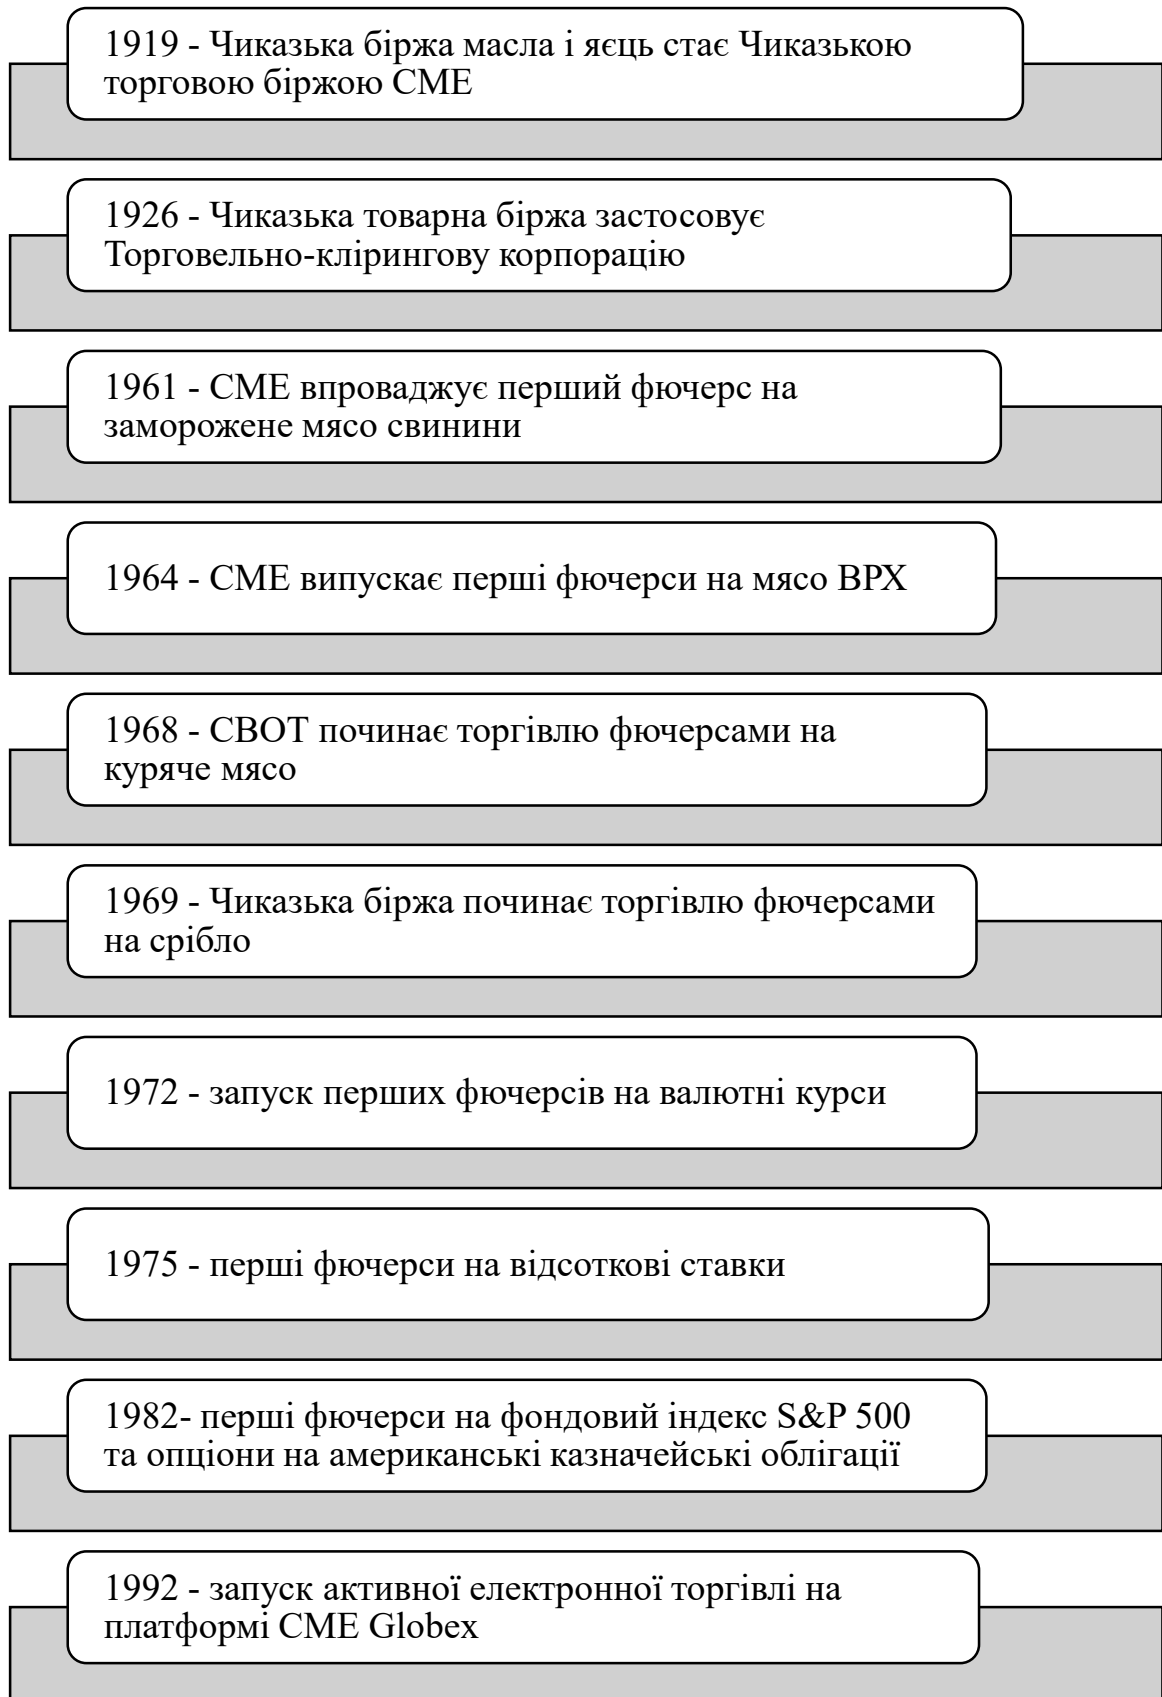 1919 - Чиказька біржа масла і яєць стає Чиказькою
торговою біржою CME
1926 - Чиказька товарна біржа застосовує
Торговельно-клірингову корпорацію
1961 - CME впроваджує перший фючерс на
заморожене мясо свинини
1964 - CME випускає перші фючерси на мясо ВРХ
1968 - CBOT починає торгівлю фючерсами на
куряче мясо
1969 - Чиказька біржа починає торгівлю фючерсами
на срібло
1972 - запуск перших фючерсів на валютні курси
1975 - перші фючерси на відсоткові ставки
1982- перші фючерси на фондовий індекс S&P 500
та опціони на американські казначейські облігації
1992 - запуск активної електронної торгівлі на
платформі CME Globex